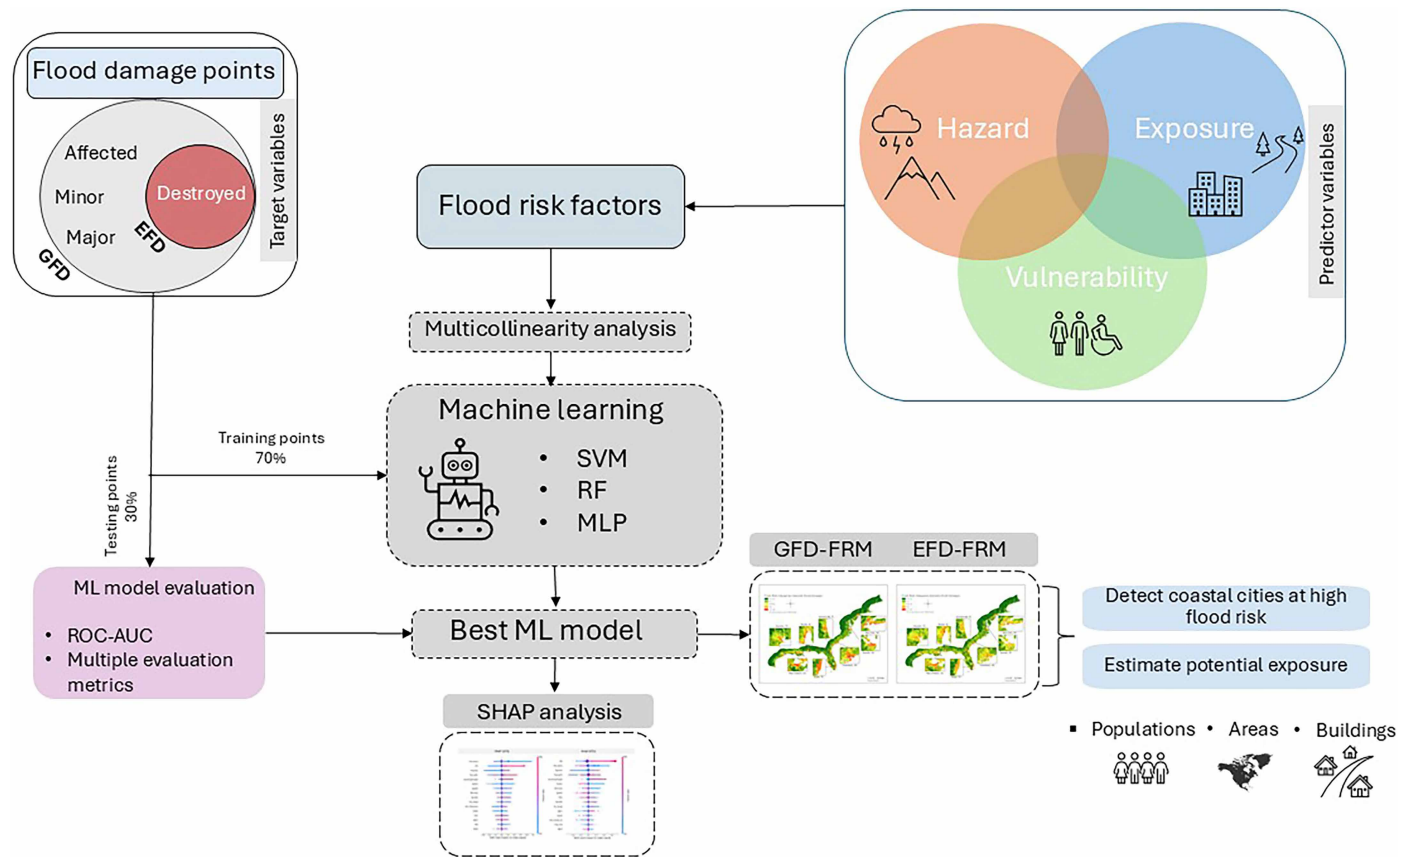 Flood damage points
Affected
Minor
Major
Destroyed
EFD
GFD
Target variables
Flood risk factors
Hazard
Exposure
Vulnerability
Predictor variables
Multicollinearity analysis
Machine learning
• SVM
• RF
• MLP
Training points
70%
Testing points
30%
ML model evaluation
• ROC-AUC
• Multiple evaluation
metrics
Best ML model
SHAP analysis
GFD-FRM
EFD-FRM
Detect coastal cities at high
flood risk
Estimate potential exposure
▪ Populations
• Areas
• Buildings